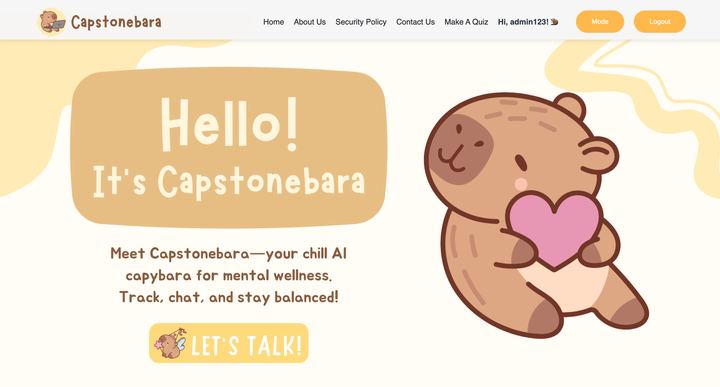 Capstonebara
Home About Us Security Policy Contact Us Make A Quiz Hi, admin123! Mode Logout
Hello!
It's Capstonebara
Meet Capstonebara—your chill AI
capybara for mental wellness.
Track, chat, and stay balanced!
LET'S TALK!